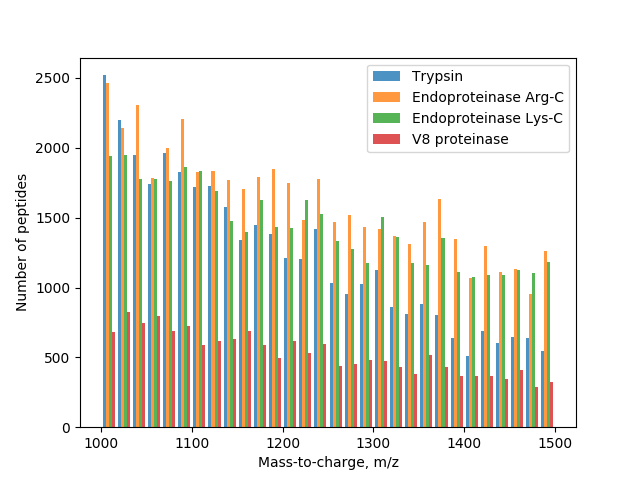 2500
2000
1500
1000
500
0
Number of peptides
1000 1100 1200 1300 1400 1500
Mass-to-charge, m/z
Trypsin
Endoproteinase Arg-C
Endoproteinase Lys-C
V8 proteinase